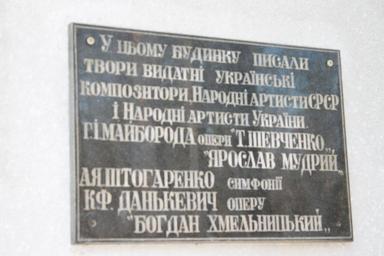 У ЦЬОМУ БУДИНКУ ПИСАЛИ
ТВОРИ ВИДАТНІ УКРАЇНСЬКІ
КОМПОЗИТОРИ, НАРОДНІ АРТИСТИ СРСР
І НАРОДНІ АРТИСТИ УКРАЇНИ
Г.І. МАЙБОРОДА ОПЕРИ "Т. ШЕВЧЕНКО",
"ЯРОСЛАВ МУДРИЙ"
А.Я. ШТОГАРЕНКО СИМФОНІЇ
К.Ф. ДАНЬКЕВИЧ ОПЕРУ
"БОГДАН ХМЕЛЬНИЦЬКИЙ"